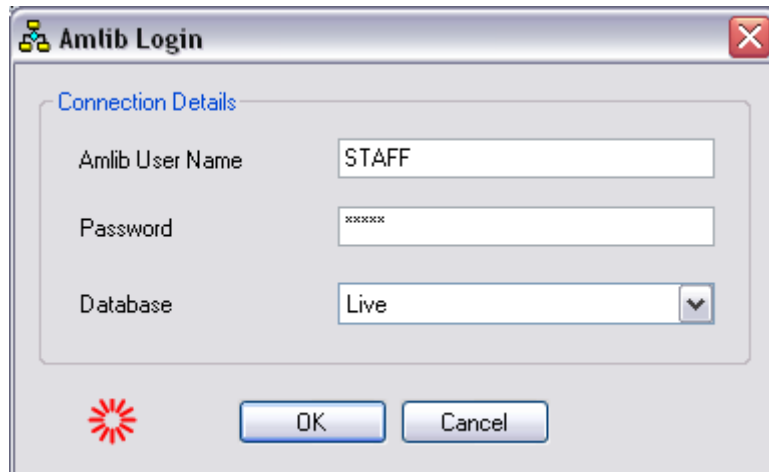 Amlib Login
Connection Details
Amlib User Name STAFF
Password *****
Database Live
OK Cancel